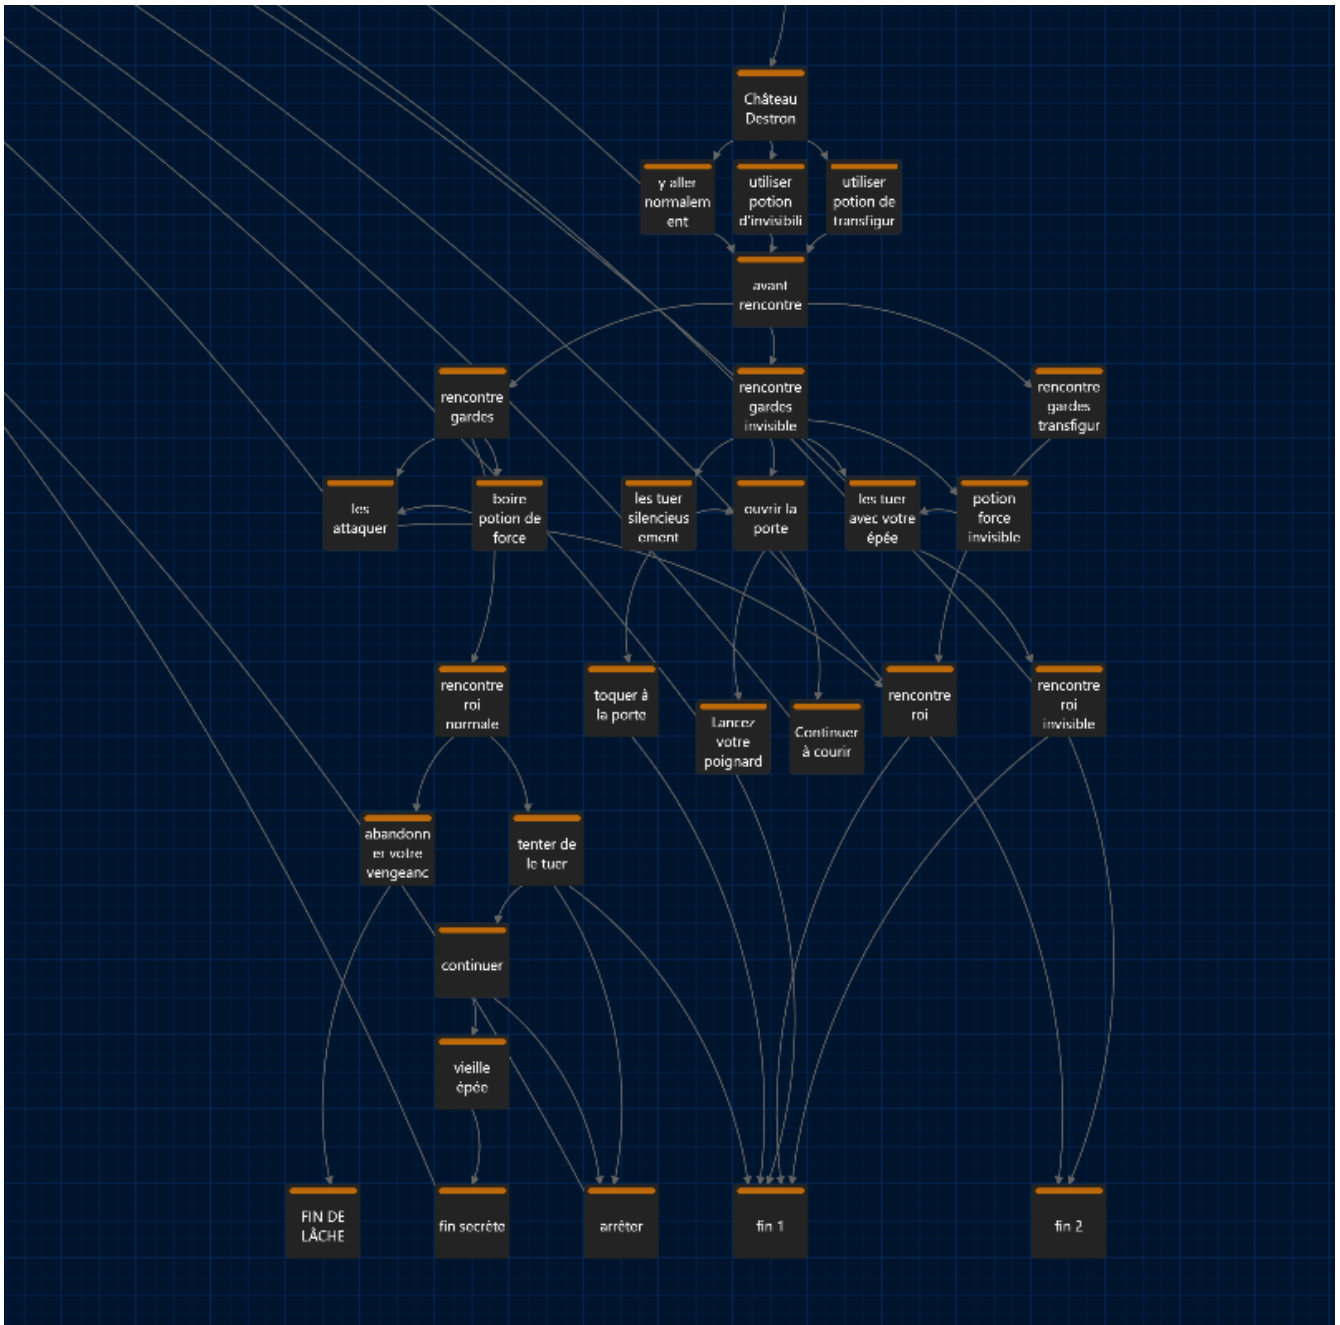 Château
Destron
y aller
normalem
ent
utiliser
potion
d'invisibili
utiliser
potion de
transfigur
avant
rencontre
rencontre
gardes
rencontre
gardes
invisible
rencontre
gardes
transfigur
les
attaquer
boire
potion de
force
les tuer
silencieus
ement
ouvrir la
porte
les tuer
avec votre
épée
potion
force
invisible
rencontre
roi
normale
toquer à
la porte
Lancez
votre
poignard
Continuer
à courir
rencontre
roi
rencontre
roi
invisible
abandonn
er votre
vengeanc
tenter de
le tuer
continuer
vieille
épée
FIN DE
LÂCHE
fin secrète
arrêter
fin 1
fin 2